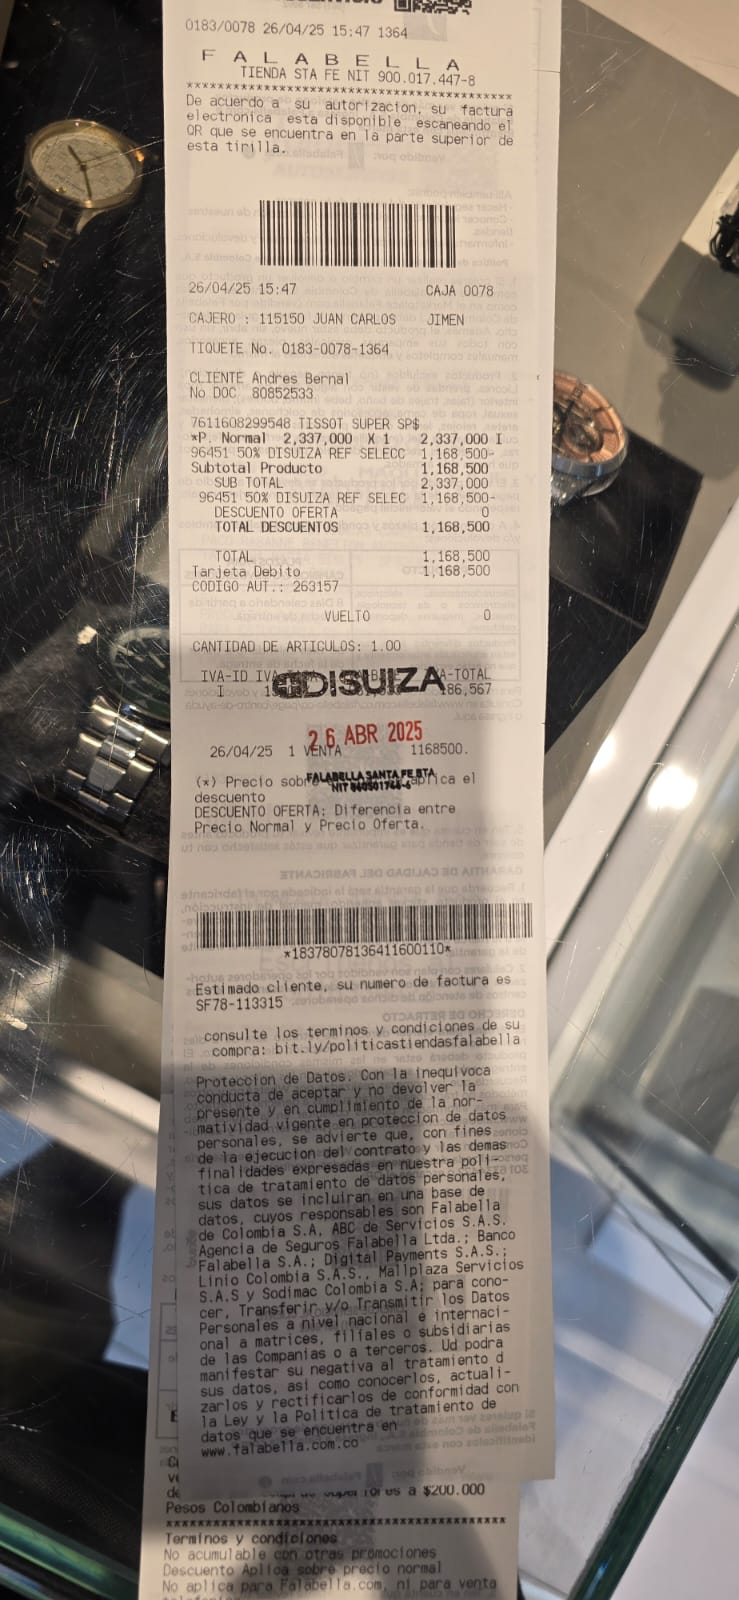 0183/0078 26/04/25 15:47 1364
F A L A B E L L A
TIENDA STA FE NIT 900.017.447-8
****************************************
De acuerdo a su autorizacion, su factura
electronica esta disponible escaneando el
QR que se encuentra en la parte superior de
esta tirilla.
26/04/25 15:47 CAJA 0078
CAJERO : 115150 JUAN CARLOS JIMEN
TIQUETE No. 0183-0078-1364
CLIENTE Andres Bernal
No DOC 80852533
7611608299548 TISSOT SUPER SP$
*P. Normal 2,337,000 X 1 2,337,000 I
96451 50% DISUIZA REF SELECC 1,168,500-
Subtotal Producto 1,168,500
SUB TOTAL 2,337,000
96451 50% DISUIZA REF SELEC 1,168,500-
DESCUENTO OFERTA 0
TOTAL DESCUENTOS 1,168,500
TOTAL 1,168,500
Tarjeta Debito 1,168,500
CODIGO AUT.: 263157
VUELTO 0
CANTIDAD DE ARTICULOS: 1.00
IVA-ID IVA-TOTAL
DISUIZA
I 186,567
26 ABR 2025
26/04/25 1 VENTA 1168500.
FALABELLA SANTA FE BTA
(*) Precio sobre aplica el
descuento
DESCUENTO OFERTA: Diferencia entre
Precio Normal y Precio Oferta.
*18378078136411600110*
Estimado cliente, su numero de factura es
SF78-113315
consulte los terminos y condiciones de su
compra: bit.ly/politicastiendasfalabella
Proteccion de Datos. Con la inequivoca
conducta de aceptar y no devolver la
presente y en cumplimiento de la nor-
matividad vigente en proteccion de datos
personales, se advierte que, con fines
de la ejecucion del contrato y las demas
finalidades expresadas en nuestra poli-
tica de tratamiento de datos personales,
sus datos se incluiran en una base de
datos, cuyos responsables son Falabella
de Colombia S.A, ABC de Servicios S.A.S.
Agencia de Seguros Falabella Ltda.; Banco
Falabella S.A.; Digital Payments S.A.S.;
Linio Colombia S.A.S., Mallplaza Servicios
S.A.S y Sodimac Colombia S.A; para cono-
cer, Transferir y/o Transmitir los Datos
Personales a nivel nacional e internaci-
onal a matrices, filiales o subsidiarias
de las Companias o a terceros. Ud podra
manifestar su negativa al tratamiento d
sus datos, asi como conocerlos, actuali-
zarlos y rectificarlos de conformidad con
la Ley y la Politica de tratamiento de
datos que se encuentra en
www.falabella.com.co
a $200.000
Pesos Colombianos
****************************************
Terminos y condiciones
No acumulable con otras promociones
Descuento Aplica sobre precio normal
No aplica para Falabella.com, ni para venta